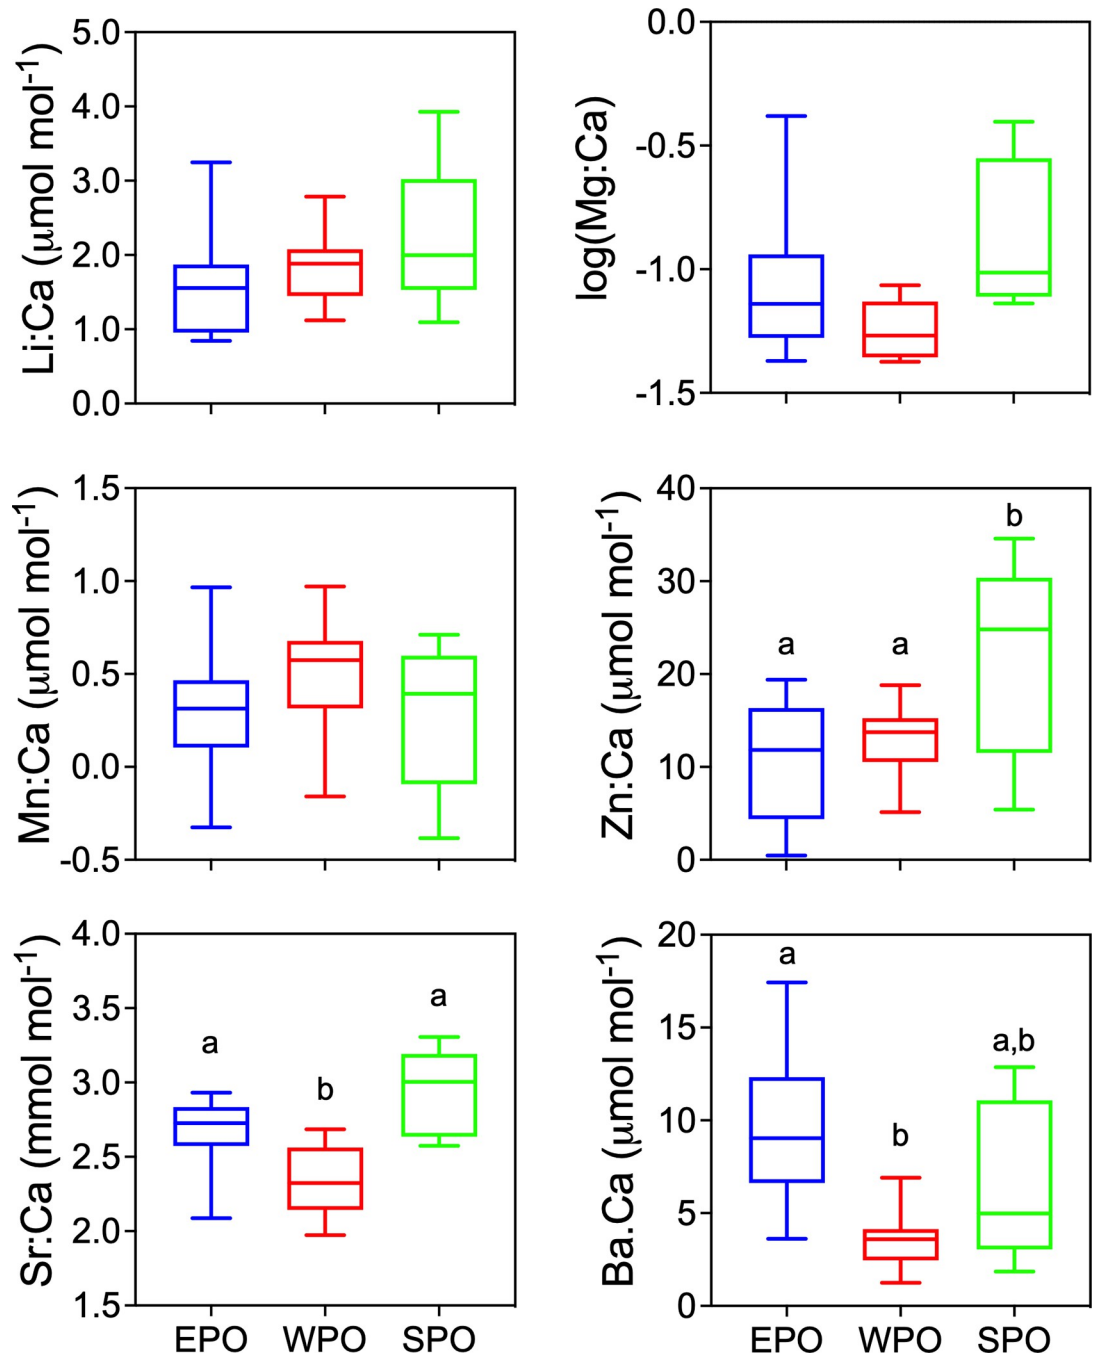 Li:Ca (μmol mol⁻¹)
5.0
4.0
3.0
2.0
1.0
0.0
log(Mg:Ca)
0.0
-0.5
-1.0
-1.5
Mn:Ca (μmol mol⁻¹)
1.5
1.0
0.5
0.0
-0.5
Zn:Ca (μmol mol⁻¹)
40
30
20
10
0
a
a
b
Sr:Ca (mmol mol⁻¹)
4.0
3.5
3.0
2.5
2.0
1.5
a
b
a
EPO WPO SPO
Ba.Ca (μmol mol⁻¹)
20
15
10
5
0
a
b
a,b
EPO WPO SPO